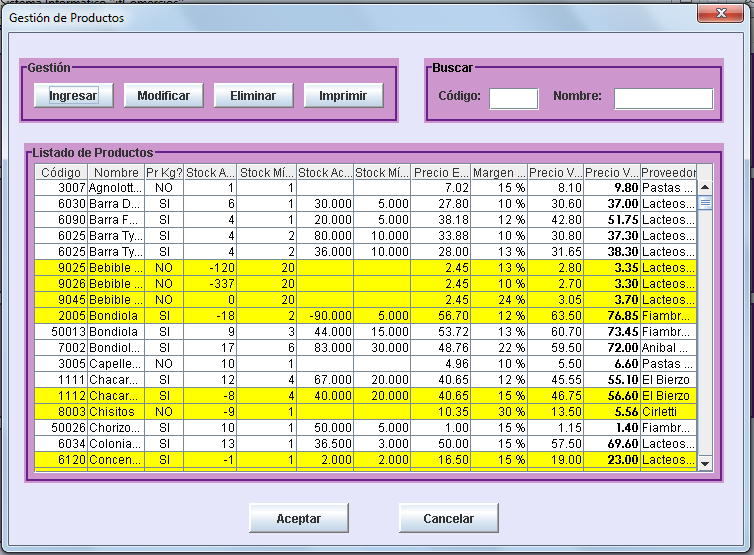 Gestión de Productos
Gestión
Ingresar Modificar Eliminar Imprimir
Buscar
Código: Nombre:
Listado de Productos
Código Nombre Pr Kg? Stock A... Stock Mí... Stock Ac... Stock Mí... Precio E... Margen ... Precio V... Precio V... Proveedor
3007 Agnolott... NO 1 1 7.02 15 % 8.10 9.80 Pastas ...
6030 Barra D... SI 6 1 30.000 5.000 27.80 10 % 30.60 37.00 Lacteos...
6090 Barra F... SI 4 1 20.000 5.000 38.18 12 % 42.80 51.75 Lacteos...
6025 Barra Ty... SI 4 2 80.000 10.000 33.88 10 % 30.80 37.30 Lacteos...
6025 Barra Ty... SI 4 2 36.000 10.000 28.00 13 % 31.65 38.30 Lacteos...
9025 Bebible ... NO -120 20 2.45 13 % 2.80 3.35 Lacteos...
9026 Bebible ... NO -337 20 2.45 10 % 2.70 3.30 Lacteos...
9045 Bebible ... NO 0 20 2.45 24 % 3.05 3.70 Lacteos...
2005 Bondiola SI -18 2 -90.000 5.000 56.70 12 % 63.50 76.85 Fiambr...
50013 Bondiola SI 9 3 44.000 15.000 53.72 13 % 60.70 73.45 Fiambr...
7002 Bondiol... SI 17 6 83.000 30.000 48.76 22 % 59.50 72.00 Anibal ...
3005 Capelle... NO 10 1 4.96 10 % 5.50 6.60 Pastas ...
1111 Chacar... SI 12 4 67.000 20.000 40.65 12 % 45.55 55.10 El Bierzo
1112 Chacar... SI -8 4 40.000 20.000 40.65 15 % 46.75 56.60 El Bierzo
8003 Chisitos NO -9 1 10.35 30 % 13.50 5.56 Cirletti
50026 Chorizo... SI 10 1 50.000 5.000 1.00 15 % 1.15 1.40 Fiambr...
6034 Colonia... SI 13 1 36.500 3.000 50.00 15 % 57.50 69.60 Lacteos...
6120 Concen... SI -1 1 2.000 2.000 16.50 15 % 19.00 23.00 Lacteos...
Aceptar Cancelar